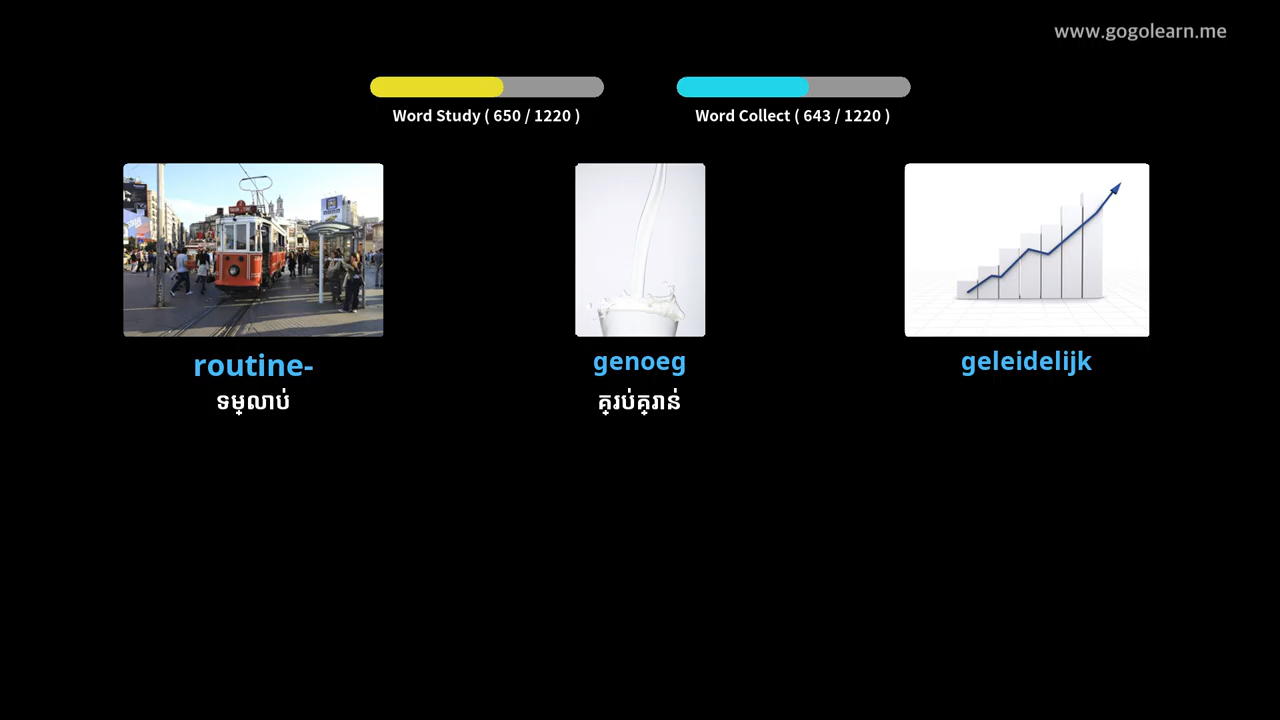 www.gogolearn.me
Word Study ( 650 / 1220 )
Word Collect ( 643 / 1220 )
routine-
ទម្លាប់
genoeg
គ្រប់គ្រាន់
geleidelijk